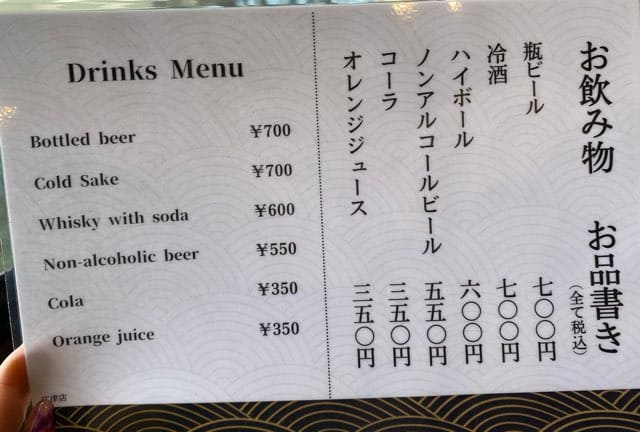 Drinks Menu
Bottled beer ¥700
Cold Sake ¥700
Whisky with soda ¥600
Non-alcoholic beer ¥550
Cola ¥350
Orange juice ¥350
お飲み物 お品書き
(全て税込)
瓶ビール 七〇〇円
冷酒 七〇〇円
ハイボール 六〇〇円
ノンアルコールビール 五五〇円
コーラ 三五〇円
オレンジジュース 三五〇円